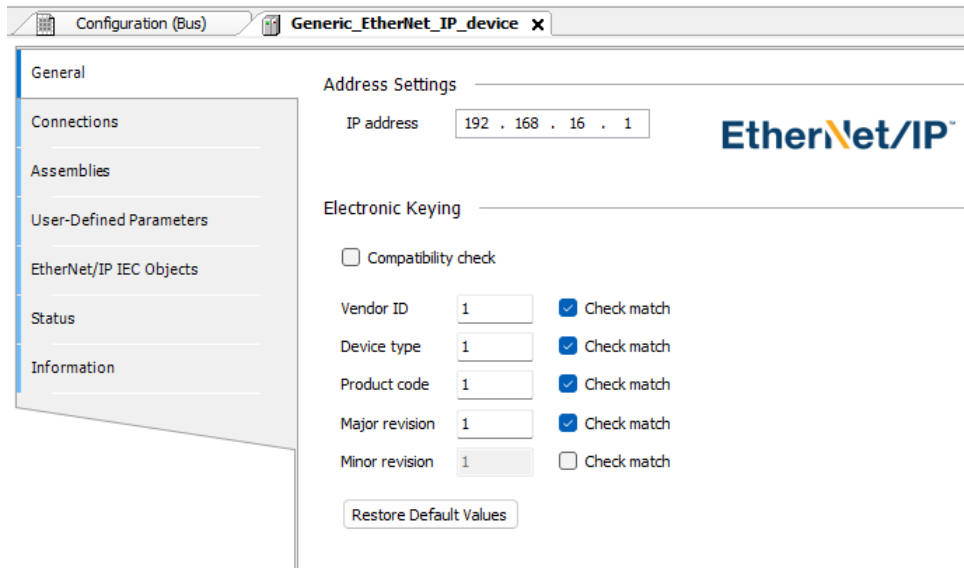 Configuration (Bus)
Generic_EtherNet_IP_device
General
Connections
Assemblies
User-Defined Parameters
EtherNet/IP IEC Objects
Status
Information
Address Settings
IP address 192 . 168 . 16 . 1
EtherNet/IP™
Electronic Keying
Compatibility check
Vendor ID 1 Check match
Device type 1 Check match
Product code 1 Check match
Major revision 1 Check match
Minor revision 1 Check match
Restore Default Values